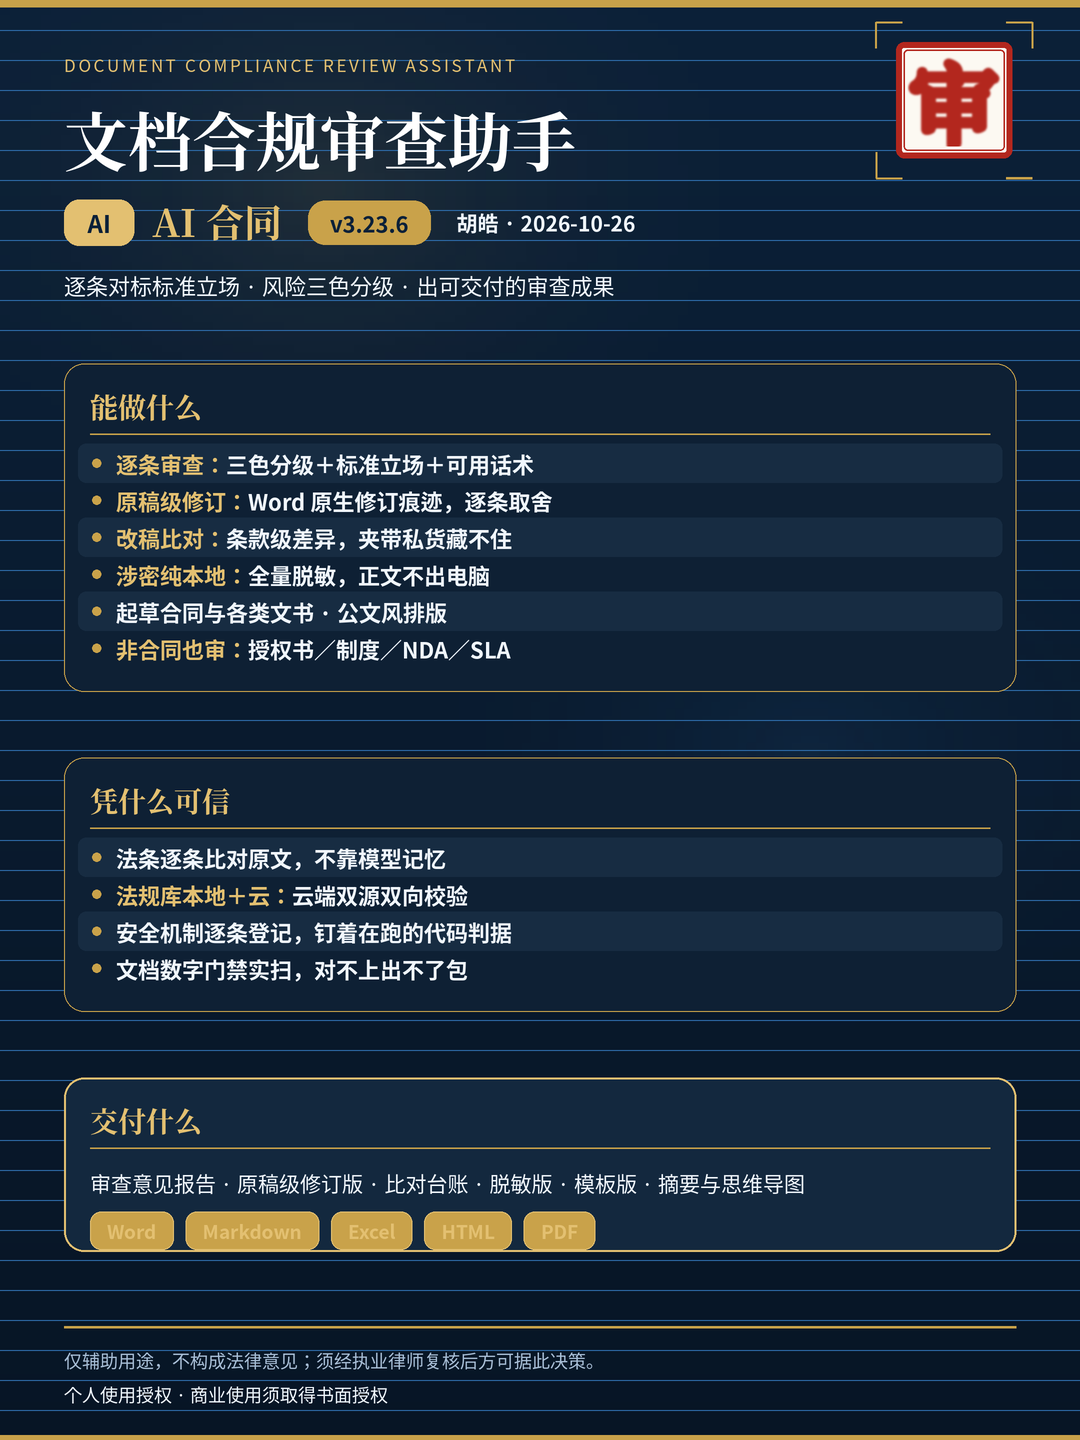 DOCUMENT COMPLIANCE REVIEW ASSISTANT
审
文档合规审查助手
AI AI 合同 v3.23.6 胡皓 · 2026-10-26
逐条对标标准立场 · 风险三色分级 · 出可交付的审查成果
能做什么
逐条审查：三色分级＋标准立场＋可用话术
原稿级修订：Word 原生修订痕迹，逐条取舍
改稿比对：条款级差异，夹带私货藏不住
涉密纯本地：全量脱敏，正文不出电脑
起草合同与各类文书 · 公文风排版
非合同也审：授权书／制度／NDA／SLA
凭什么可信
法条逐条比对原文，不靠模型记忆
法规库本地＋云：云端双源双向校验
安全机制逐条登记，钉着在跑的代码判据
文档数字门禁实扫，对不上出不了包
交付什么
审查意见报告 · 原稿级修订版 · 比对台账 · 脱敏版 · 模板版 · 摘要与思维导图
Word Markdown Excel HTML PDF
仅辅助用途，不构成法律意见；须经执业律师复核后方可据此决策。
个人使用授权 · 商业使用须取得书面授权